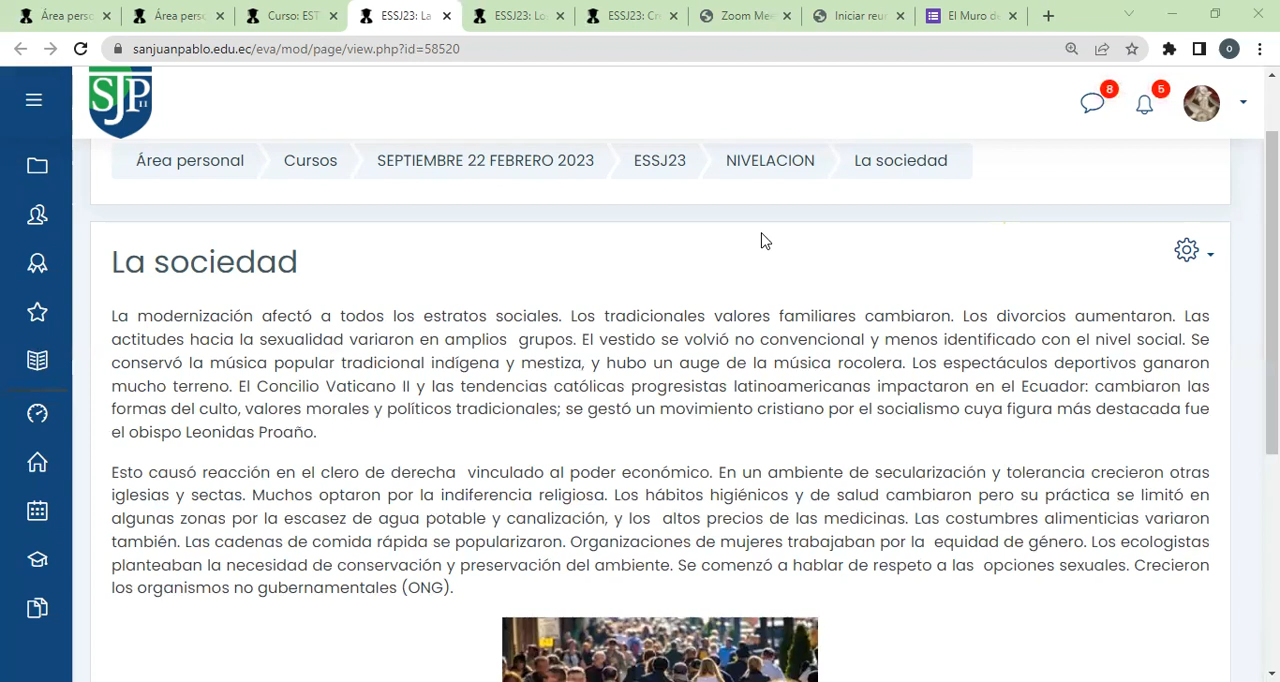 Área perso
Área perso
Curso: EST
ESSJ23: La
ESSJ23: Lo
ESSJ23: Cr
Zoom Mee
Iniciar reur
El Muro de
sanjuanpablo.edu.ec/eva/mod/page/view.php?id=58520
O
SJP II
8
5
Área personal
Cursos
SEPTIEMBRE 22 FEBRERO 2023
ESSJ23
NIVELACION
La sociedad
La sociedad
La modernización afectó a todos los estratos sociales. Los tradicionales valores familiares cambiaron. Los divorcios aumentaron. Las
actitudes hacia la sexualidad variaron en amplios grupos. El vestido se volvió no convencional y menos identificado con el nivel social. Se
conservó la música popular tradicional indígena y mestiza, y hubo un auge de la música rocolera. Los espectáculos deportivos ganaron
mucho terreno. El Concilio Vaticano II y las tendencias católicas progresistas latinoamericanas impactaron en el Ecuador: cambiaron las
formas del culto, valores morales y políticos tradicionales; se gestó un movimiento cristiano por el socialismo cuya figura más destacada fue
el obispo Leonidas Proaño.
Esto causó reacción en el clero de derecha vinculado al poder económico. En un ambiente de secularización y tolerancia crecieron otras
iglesias y sectas. Muchos optaron por la indiferencia religiosa. Los hábitos higiénicos y de salud cambiaron pero su práctica se limitó en
algunas zonas por la escasez de agua potable y canalización, y los altos precios de las medicinas. Las costumbres alimenticias variaron
también. Las cadenas de comida rápida se popularizaron. Organizaciones de mujeres trabajaban por la equidad de género. Los ecologistas
planteaban la necesidad de conservación y preservación del ambiente. Se comenzó a hablar de respeto a las opciones sexuales. Crecieron
los organismos no gubernamentales (ONG).